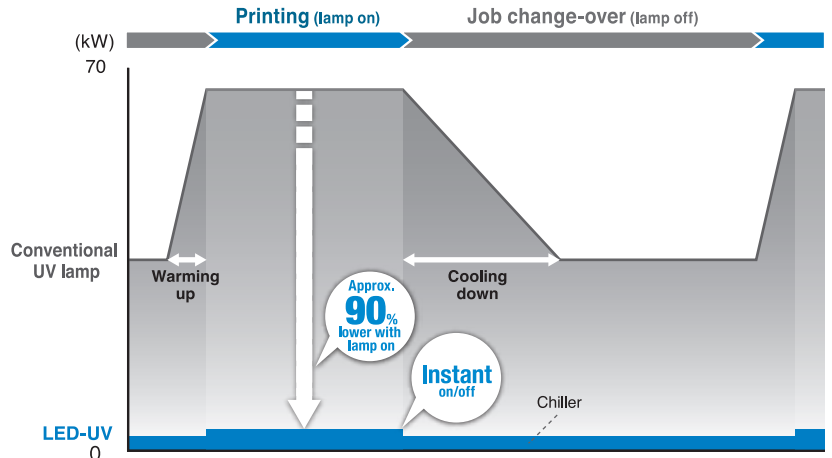 Printing (lamp on)
Job change-over (lamp off)
(kW)
70
Conventional
UV lamp
Warming
up
Cooling
down
Approx.
90%
lower with
lamp on
Instant
on/off
Chiller
LED-UV
0